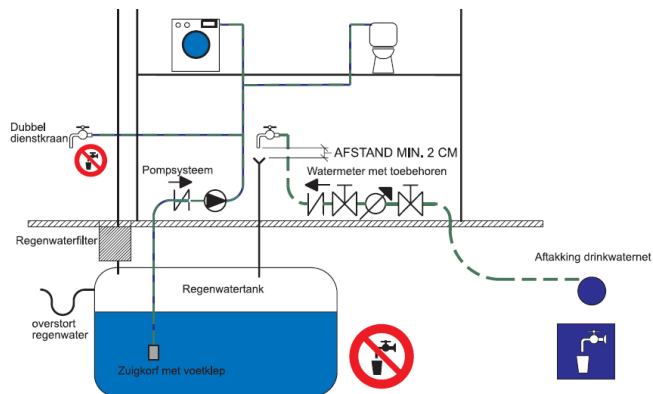 Dubbel
dienstkraan
AFSTAND MIN. 2 CM
Pompsysteem
Watermeter met toebehoren
Regenwaterfilter
Aftakking drinkwaternet
Regenwatertank
overstort
regenwater
Zuigkorf met voetklep